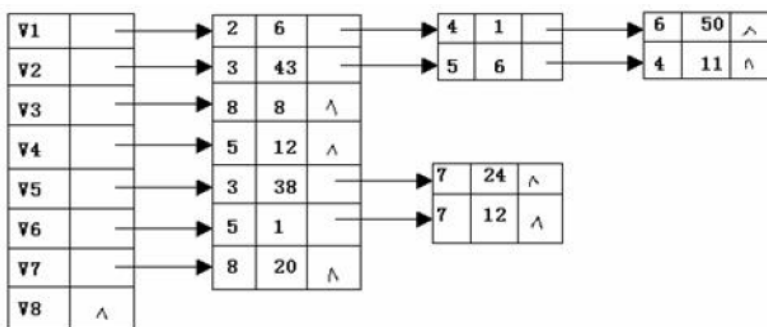 V1 2 6 4 1 6 50 ^
V2 3 43 5 6 4 11 ^
V3 8 8 ^
V4 5 12 ^
V5 3 38 7 24 ^
V6 5 1 7 12 ^
V7 8 20 ^
V8 ^